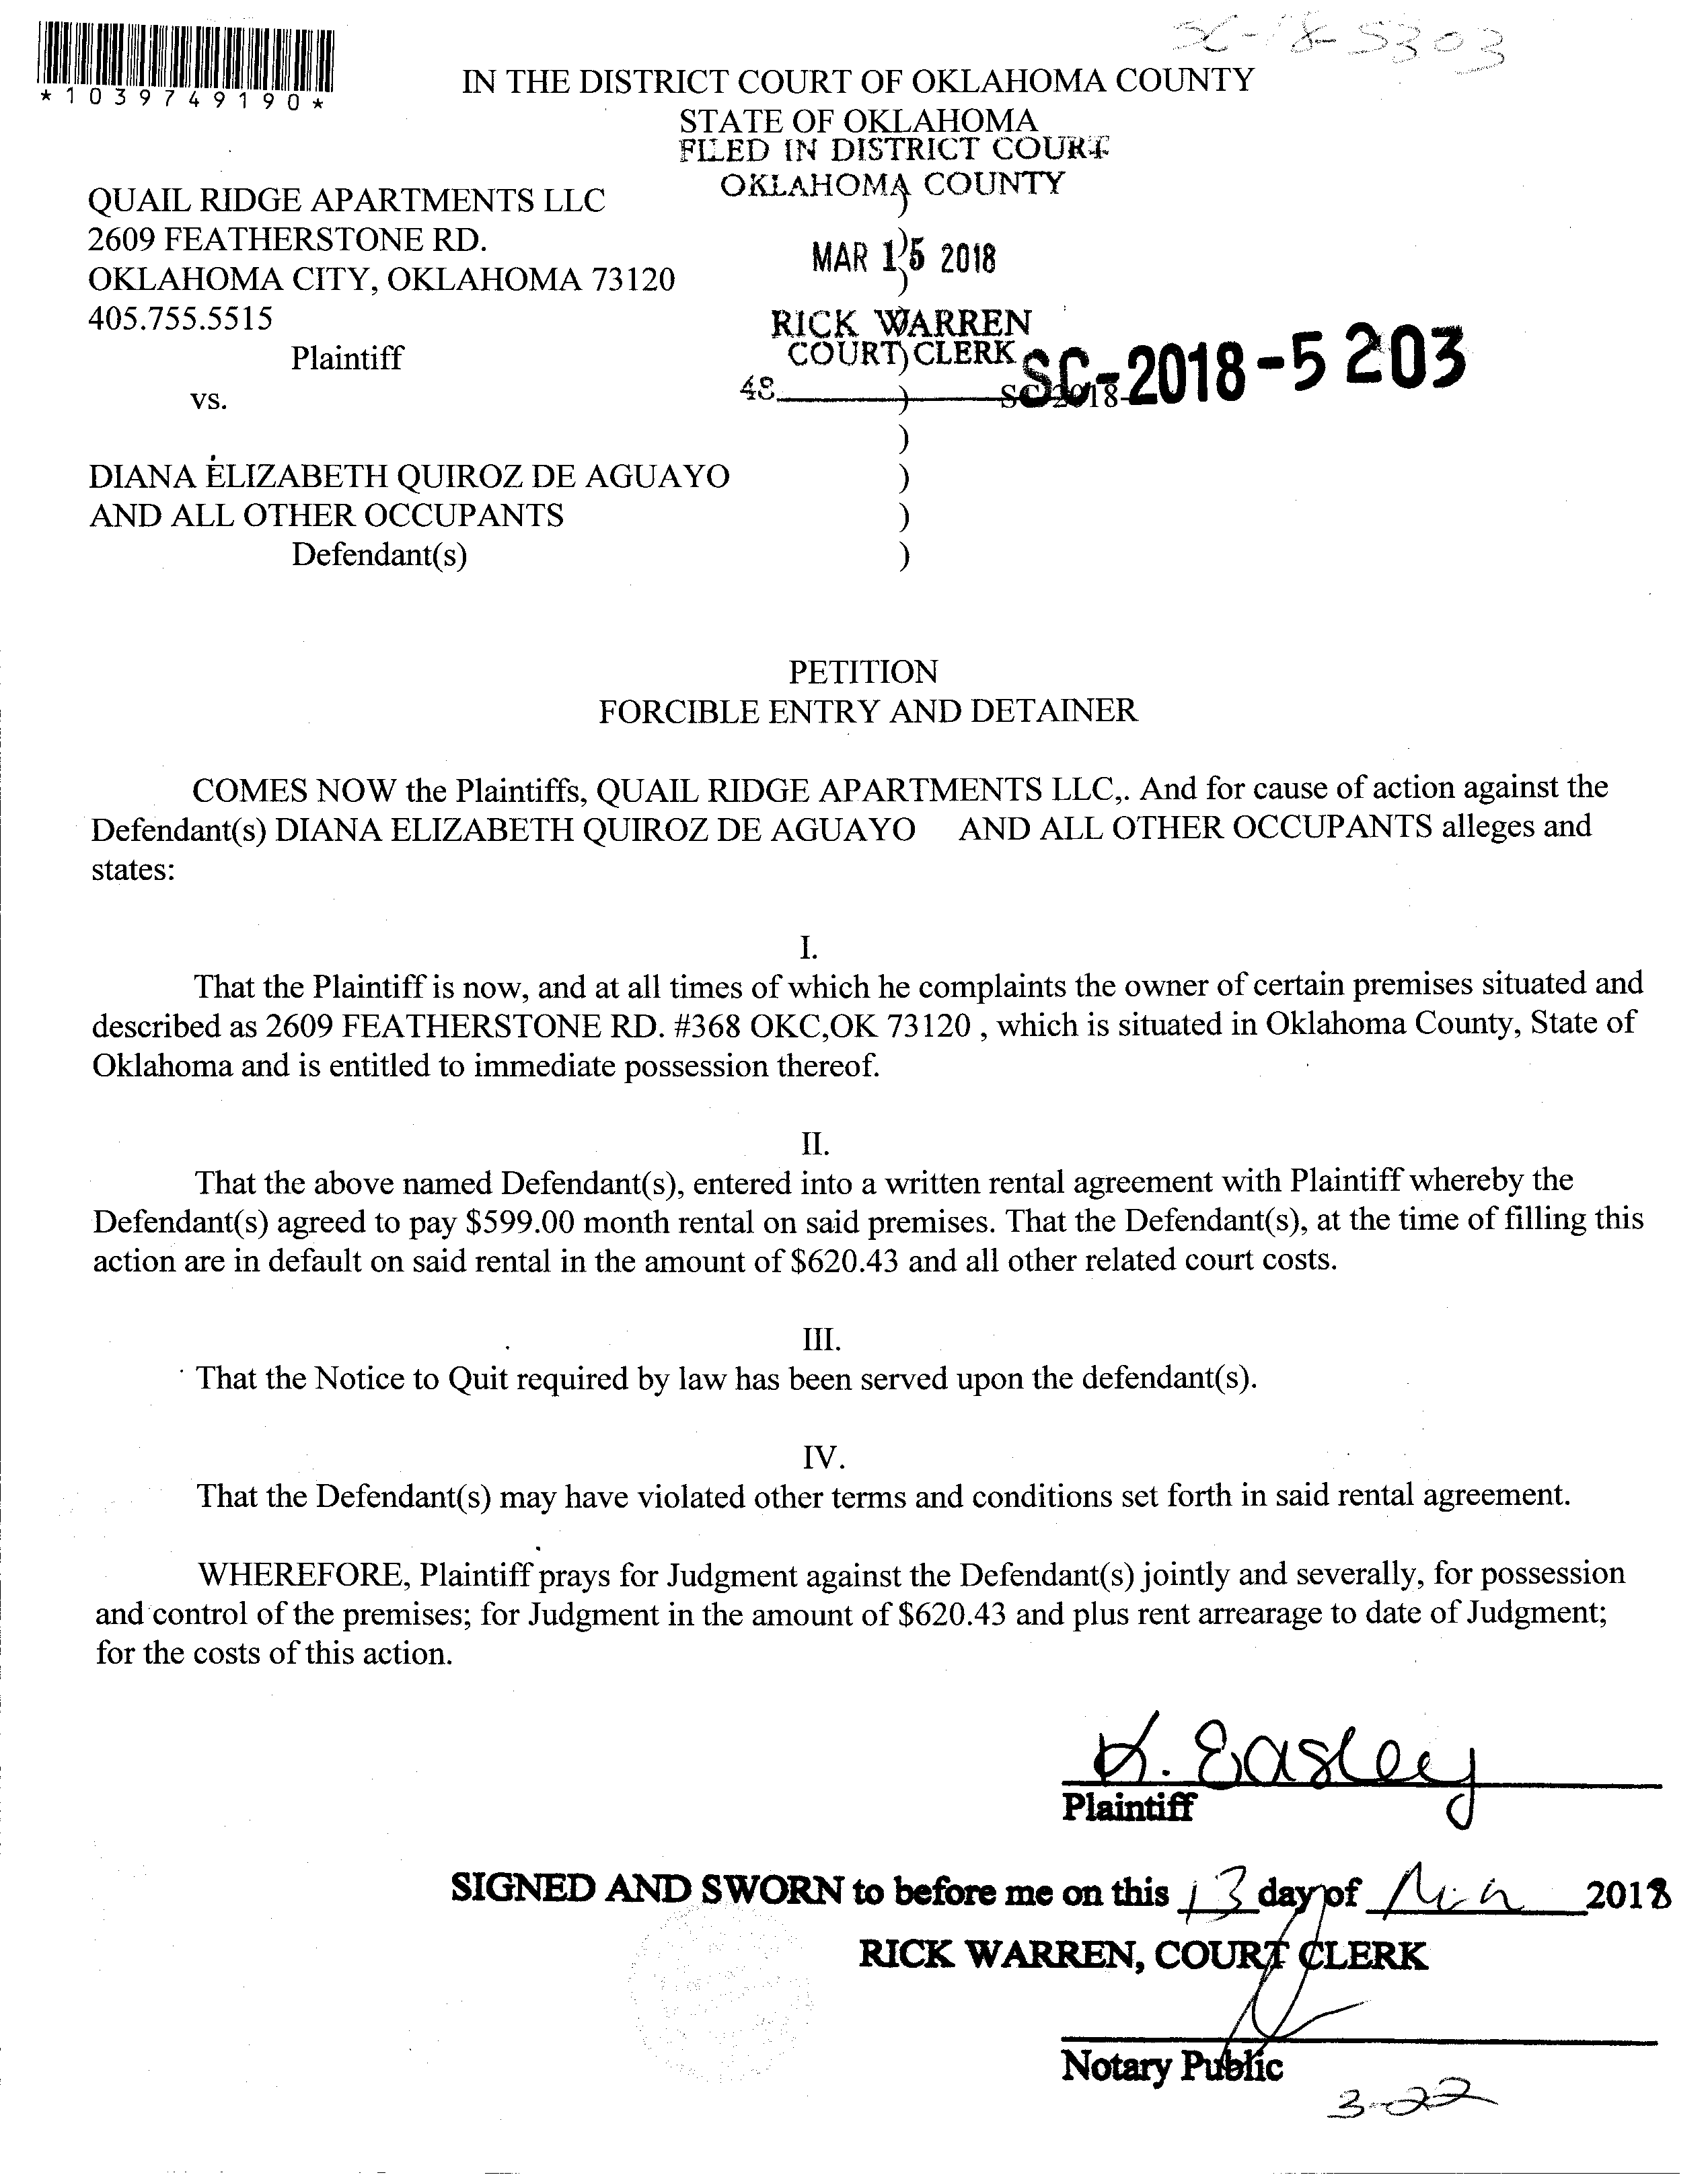 SC-18-5303
*1039749190*
IN THE DISTRICT COURT OF OKLAHOMA COUNTY
STATE OF OKLAHOMA
FILED IN DISTRICT COURT
OKLAHOMA COUNTY
QUAIL RIDGE APARTMENTS LLC )
2609 FEATHERSTONE RD. )
MAR 15 2018
OKLAHOMA CITY, OKLAHOMA 73120 )
405.755.5515
RICK WARREN
Plaintiff )
COURT CLERK
SC-2018-5203
vs. 48 ) SC 2018-
)
DIANA ELIZABETH QUIROZ DE AGUAYO )
AND ALL OTHER OCCUPANTS )
Defendant(s) )
PETITION
FORCIBLE ENTRY AND DETAINER
COMES NOW the Plaintiffs, QUAIL RIDGE APARTMENTS LLC,. And for cause of action against the
Defendant(s) DIANA ELIZABETH QUIROZ DE AGUAYO AND ALL OTHER OCCUPANTS alleges and
states:
I.
That the Plaintiff is now, and at all times of which he complaints the owner of certain premises situated and
described as 2609 FEATHERSTONE RD. #368 OKC,OK 73120 , which is situated in Oklahoma County, State of
Oklahoma and is entitled to immediate possession thereof.
II.
That the above named Defendant(s), entered into a written rental agreement with Plaintiff whereby the
Defendant(s) agreed to pay $599.00 month rental on said premises. That the Defendant(s), at the time of filling this
action are in default on said rental in the amount of $620.43 and all other related court costs.
III.
That the Notice to Quit required by law has been served upon the defendant(s).
IV.
That the Defendant(s) may have violated other terms and conditions set forth in said rental agreement.
WHEREFORE, Plaintiff prays for Judgment against the Defendant(s) jointly and severally, for possession
and control of the premises; for Judgment in the amount of $620.43 and plus rent arrearage to date of Judgment;
for the costs of this action.
K. Easley
Plaintiff
SIGNED AND SWORN to before me on this 13 day of 2018
RICK WARREN, COURT CLERK
Notary Public
3-22